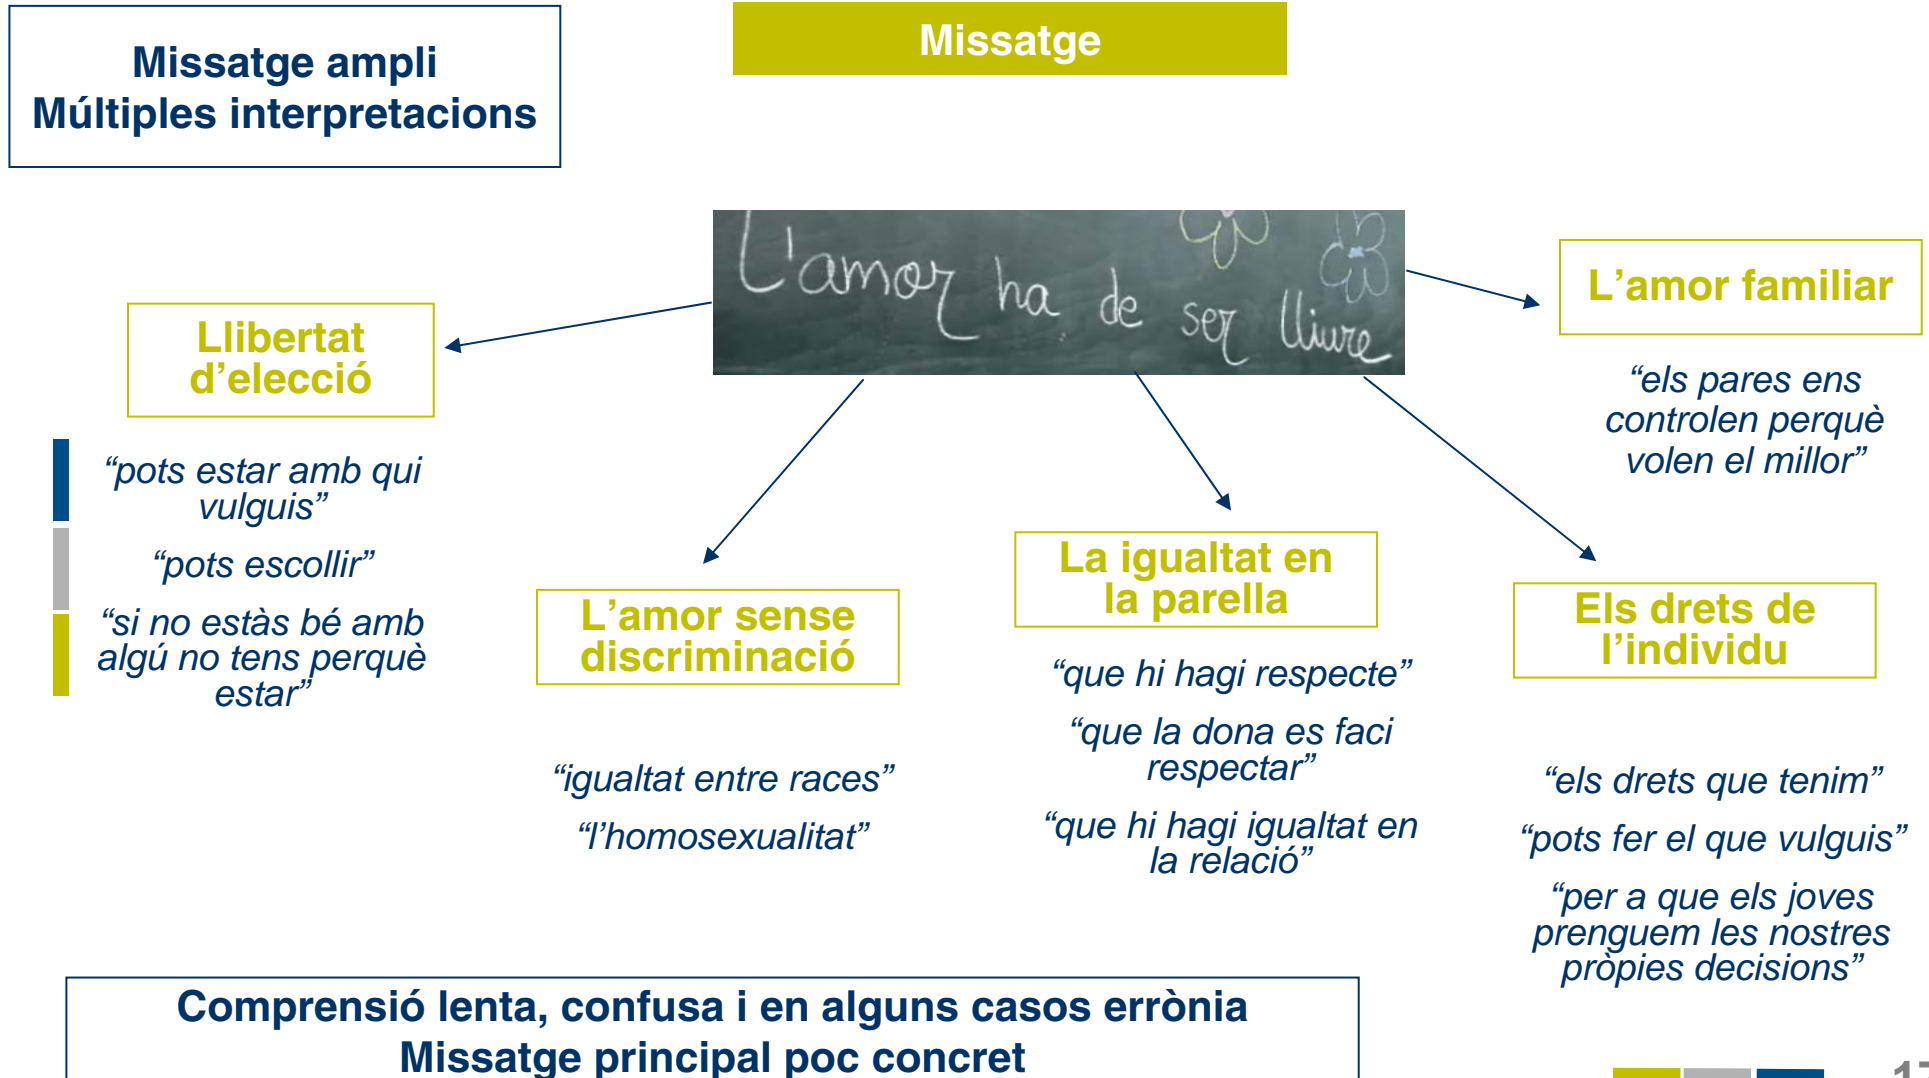 Missatge ampli
Múltiples interpretacions
Missatge
L'amor ha de ser lliure
Llibertat
d’elecció
“pots estar amb qui
vulguis”
“pots escollir”
“si no estàs bé amb
algú no tens perquè
estar”
L’amor sense
discriminació
“igualtat entre races”
“l’homosexualitat”
La igualtat en
la parella
“que hi hagi respecte”
“que la dona es faci
respectar”
“que hi hagi igualtat en
la relació”
L’amor familiar
“els pares ens
controlen perquè
volen el millor”
Els drets de
l’individu
“els drets que tenim”
“pots fer el que vulguis”
“per a que els joves
prenguem les nostres
pròpies decisions”
Comprensió lenta, confusa i en alguns casos errònia
Missatge principal poc concret
17